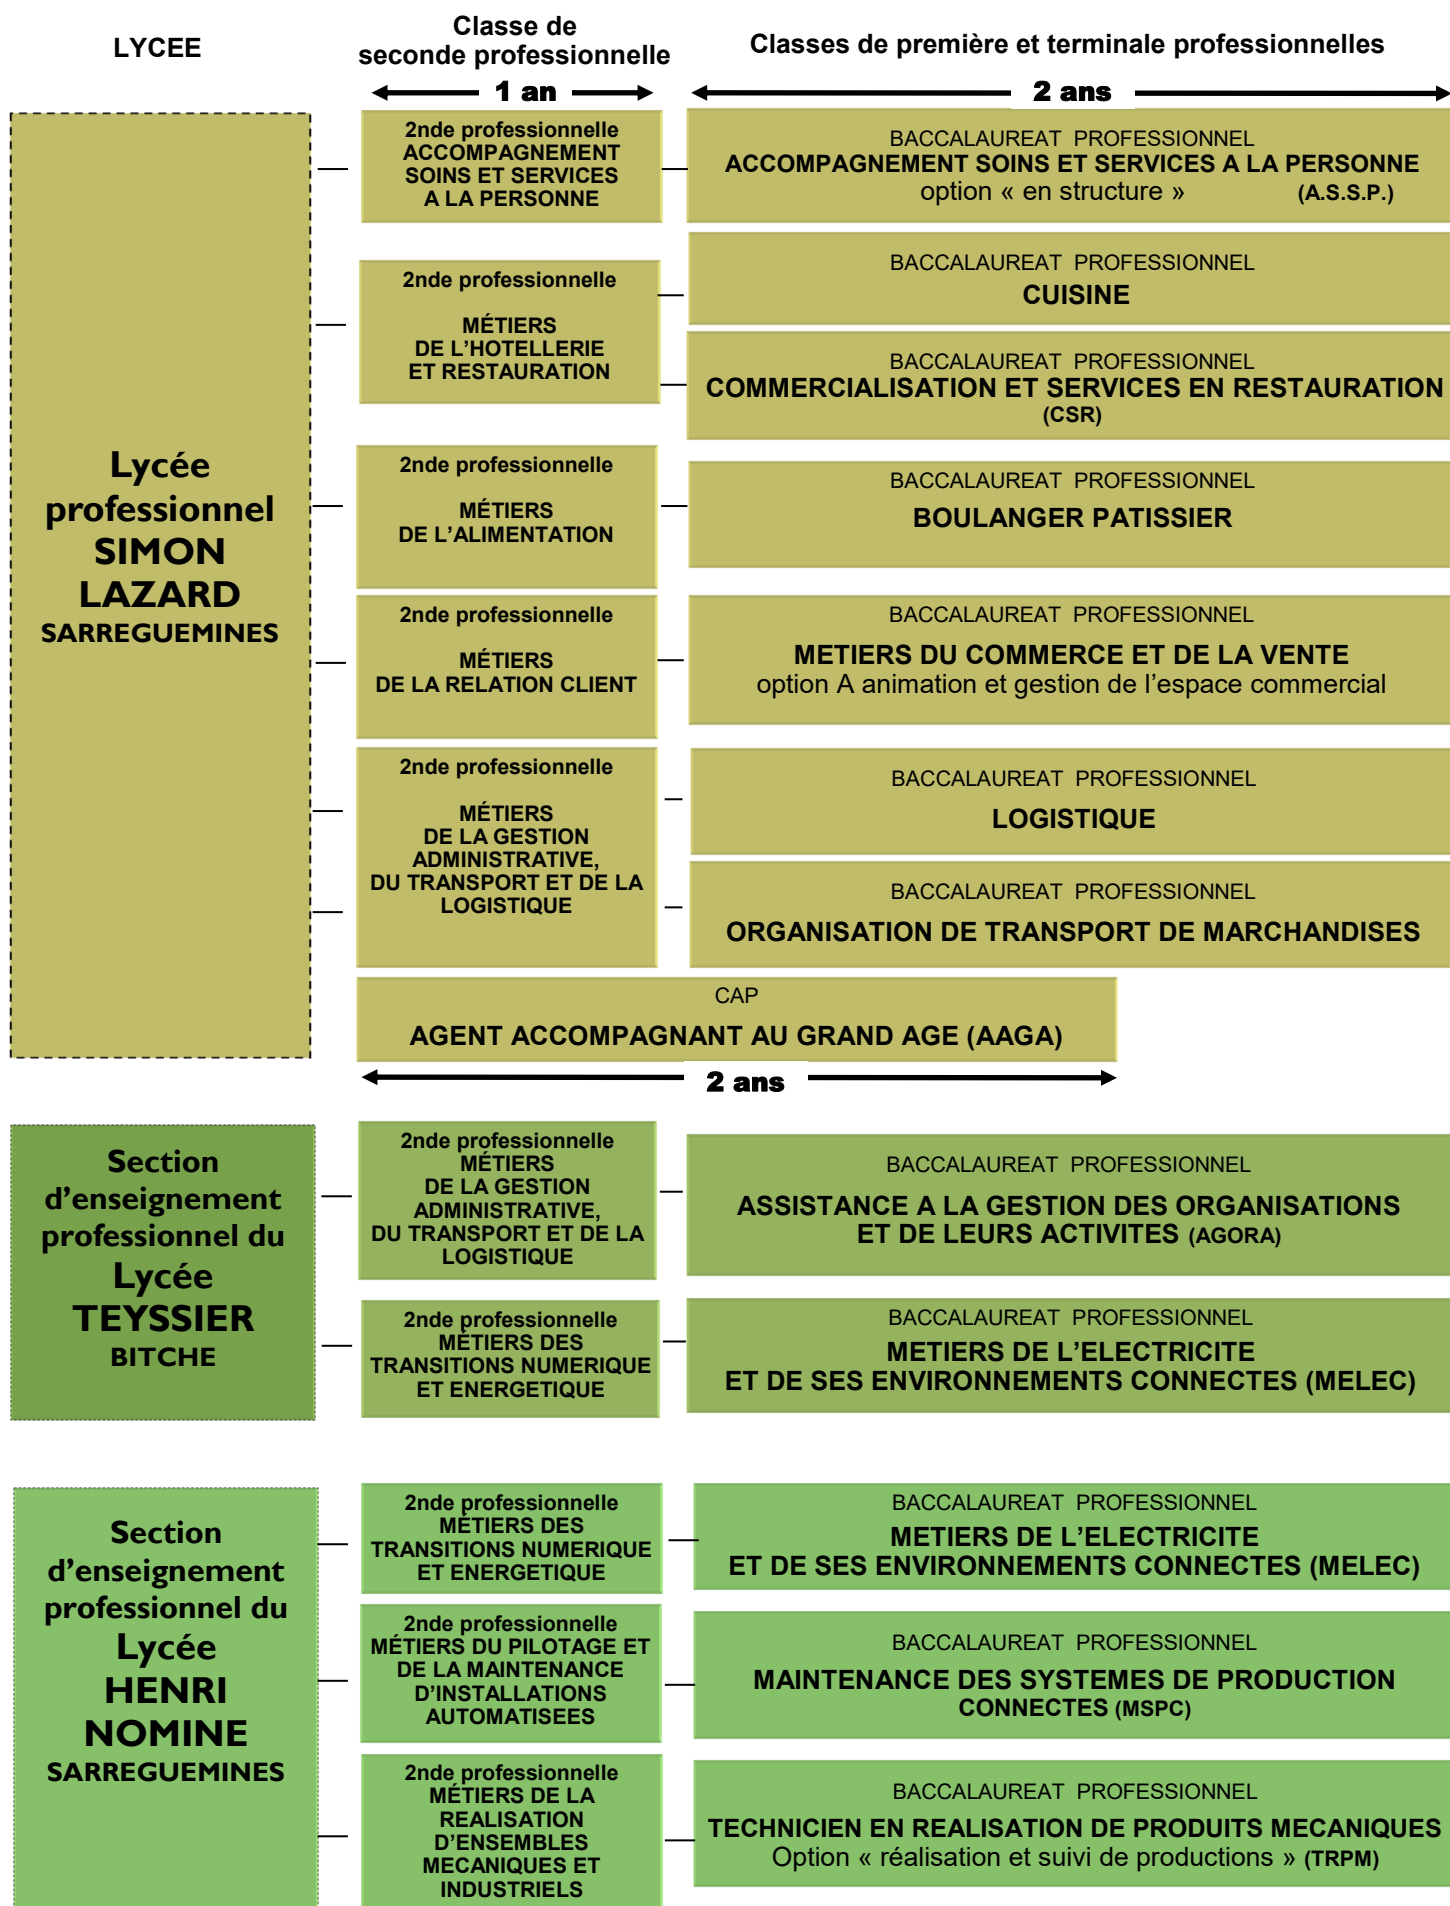 LYCEE
Classe de
seconde professionnelle
Classes de première et terminale professionnelles
1 an
2 ans
Lycée
professionnel
SIMON
LAZARD
SARREGUEMINES
2nde professionnelle
ACCOMPAGNEMENT
SOINS ET SERVICES
A LA PERSONNE
BACCALAUREAT PROFESSIONNEL
ACCOMPAGNEMENT SOINS ET SERVICES A LA PERSONNE
option « en structure » (A.S.S.P.)
2nde professionnelle
MÉTIERS
DE L’HOTELLERIE
ET RESTAURATION
BACCALAUREAT PROFESSIONNEL
CUISINE
BACCALAUREAT PROFESSIONNEL
COMMERCIALISATION ET SERVICES EN RESTAURATION
(CSR)
2nde professionnelle
MÉTIERS
DE L’ALIMENTATION
BACCALAUREAT PROFESSIONNEL
BOULANGER PATISSIER
2nde professionnelle
MÉTIERS
DE LA RELATION CLIENT
BACCALAUREAT PROFESSIONNEL
METIERS DU COMMERCE ET DE LA VENTE
option A animation et gestion de l’espace commercial
2nde professionnelle
MÉTIERS
DE LA GESTION
ADMINISTRATIVE,
DU TRANSPORT ET DE LA
LOGISTIQUE
BACCALAUREAT PROFESSIONNEL
LOGISTIQUE
BACCALAUREAT PROFESSIONNEL
ORGANISATION DE TRANSPORT DE MARCHANDISES
CAP
AGENT ACCOMPAGNANT AU GRAND AGE (AAGA)
2 ans
Section
d’enseignement
professionnel du
Lycée
TEYSSIER
BITCHE
2nde professionnelle
MÉTIERS
DE LA GESTION
ADMINISTRATIVE,
DU TRANSPORT ET DE LA
LOGISTIQUE
BACCALAUREAT PROFESSIONNEL
ASSISTANCE A LA GESTION DES ORGANISATIONS
ET DE LEURS ACTIVITES (AGORA)
2nde professionnelle
MÉTIERS DES
TRANSITIONS NUMERIQUE
ET ENERGETIQUE
BACCALAUREAT PROFESSIONNEL
METIERS DE L’ELECTRICITE
ET DE SES ENVIRONNEMENTS CONNECTES (MELEC)
Section
d’enseignement
professionnel du
Lycée
HENRI
NOMINE
SARREGUEMINES
2nde professionnelle
MÉTIERS DES
TRANSITIONS NUMERIQUE
ET ENERGETIQUE
BACCALAUREAT PROFESSIONNEL
METIERS DE L’ELECTRICITE
ET DE SES ENVIRONNEMENTS CONNECTES (MELEC)
2nde professionnelle
MÉTIERS DU PILOTAGE ET
DE LA MAINTENANCE
D’INSTALLATIONS
AUTOMATISEES
BACCALAUREAT PROFESSIONNEL
MAINTENANCE DES SYSTEMES DE PRODUCTION
CONNECTES (MSPC)
2nde professionnelle
MÉTIERS DE LA
REALISATION
D’ENSEMBLES
MECANIQUES ET
INDUSTRIELS
BACCALAUREAT PROFESSIONNEL
TECHNICIEN EN REALISATION DE PRODUITS MECANIQUES
Option « réalisation et suivi de productions » (TRPM)